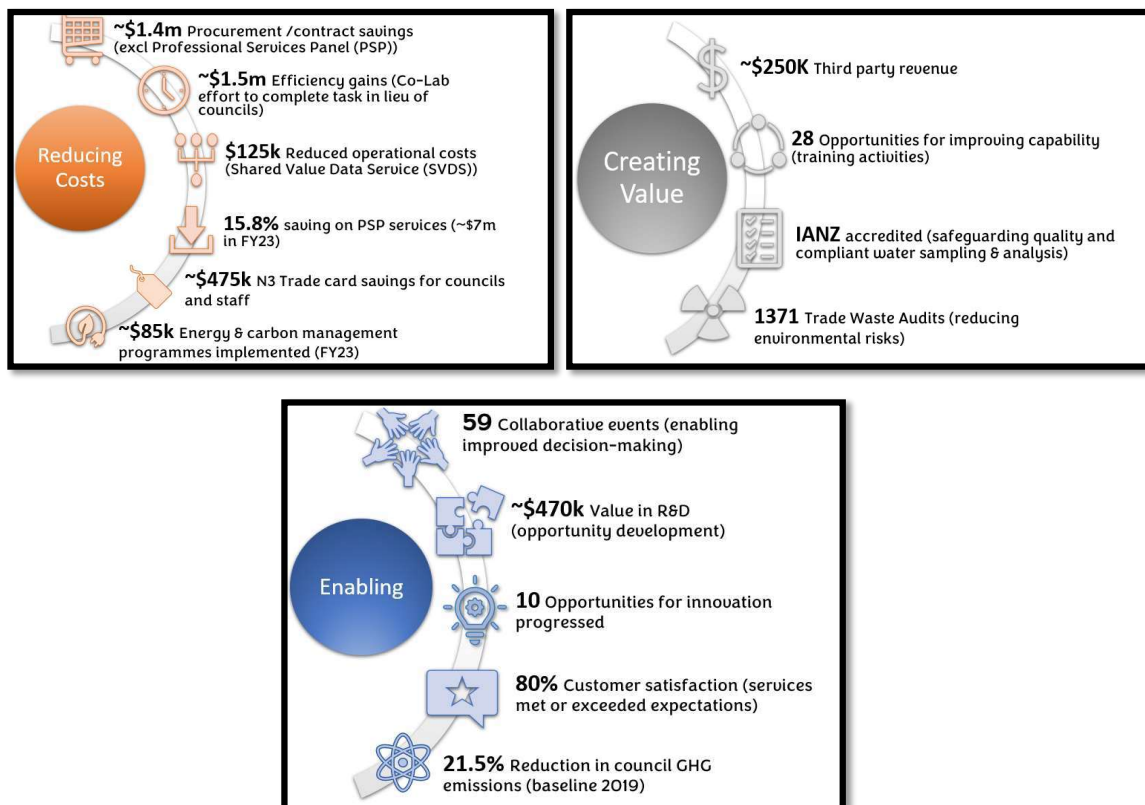 ~$1.4m Procurement /contract savings
(excl Professional Services Panel (PSP))
~$1.5m Efficiency gains (Co-Lab
effort to complete task in lieu of
councils)
Reducing
Costs
$125k Reduced operational costs
(Shared Value Data Service (SVDS))
15.8% saving on PSP services (~$7m
in FY23)
~$475k N3 Trade card savings for councils
and staff
~$85k Energy & carbon management
programmes implemented (FY23)
~$250K Third party revenue
28 Opportunities for improving capability
(training activities)
Creating
Value
IANZ accredited (safeguarding quality and
compliant water sampling & analysis)
1371 Trade Waste Audits (reducing
environmental risks)
59 Collaborative events (enabling
improved decision-making)
~$470k Value in R&D
(opportunity development)
Enabling
10 Opportunities for innovation
progressed
80% Customer satisfaction (services
met or exceeded expectations)
21.5% Reduction in council GHG
emissions (baseline 2019)